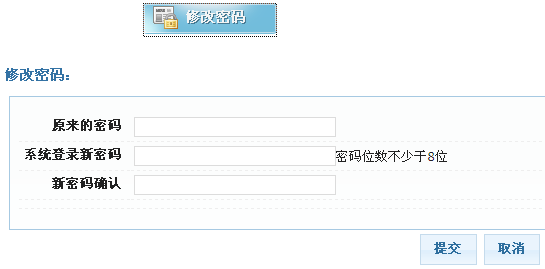 修改密码
修改密码：
原来的密码
系统登录新密码 密码位数不少于8位
新密码确认
提交 取消